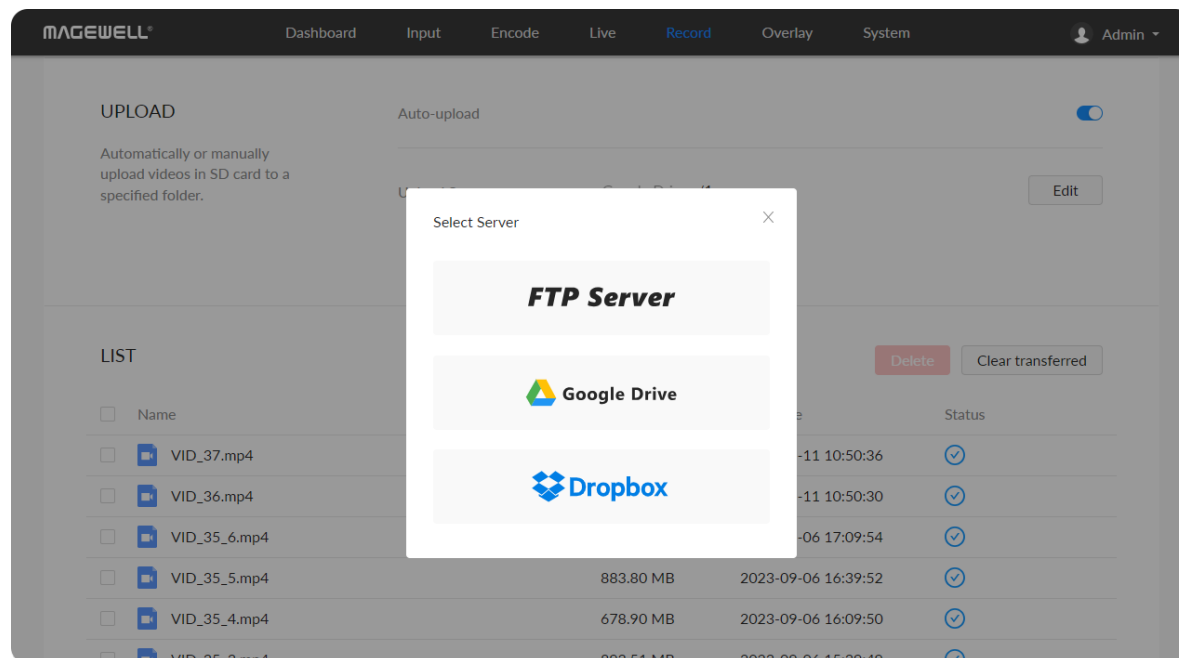 MAGEWELL®
Dashboard Input Encode Live Record Overlay System Admin
UPLOAD
Auto-upload
Automatically or manually
upload videos in SD card to a
specified folder.
Edit
Select Server
FTP Server
Google Drive
Dropbox
LIST
Delete Clear transferred
Name Status
VID_37.mp4 -11 10:50:36
VID_36.mp4 -11 10:50:30
VID_35_6.mp4 -06 17:09:54
VID_35_5.mp4 883.80 MB 2023-09-06 16:39:52
VID_35_4.mp4 678.90 MB 2023-09-06 16:09:50